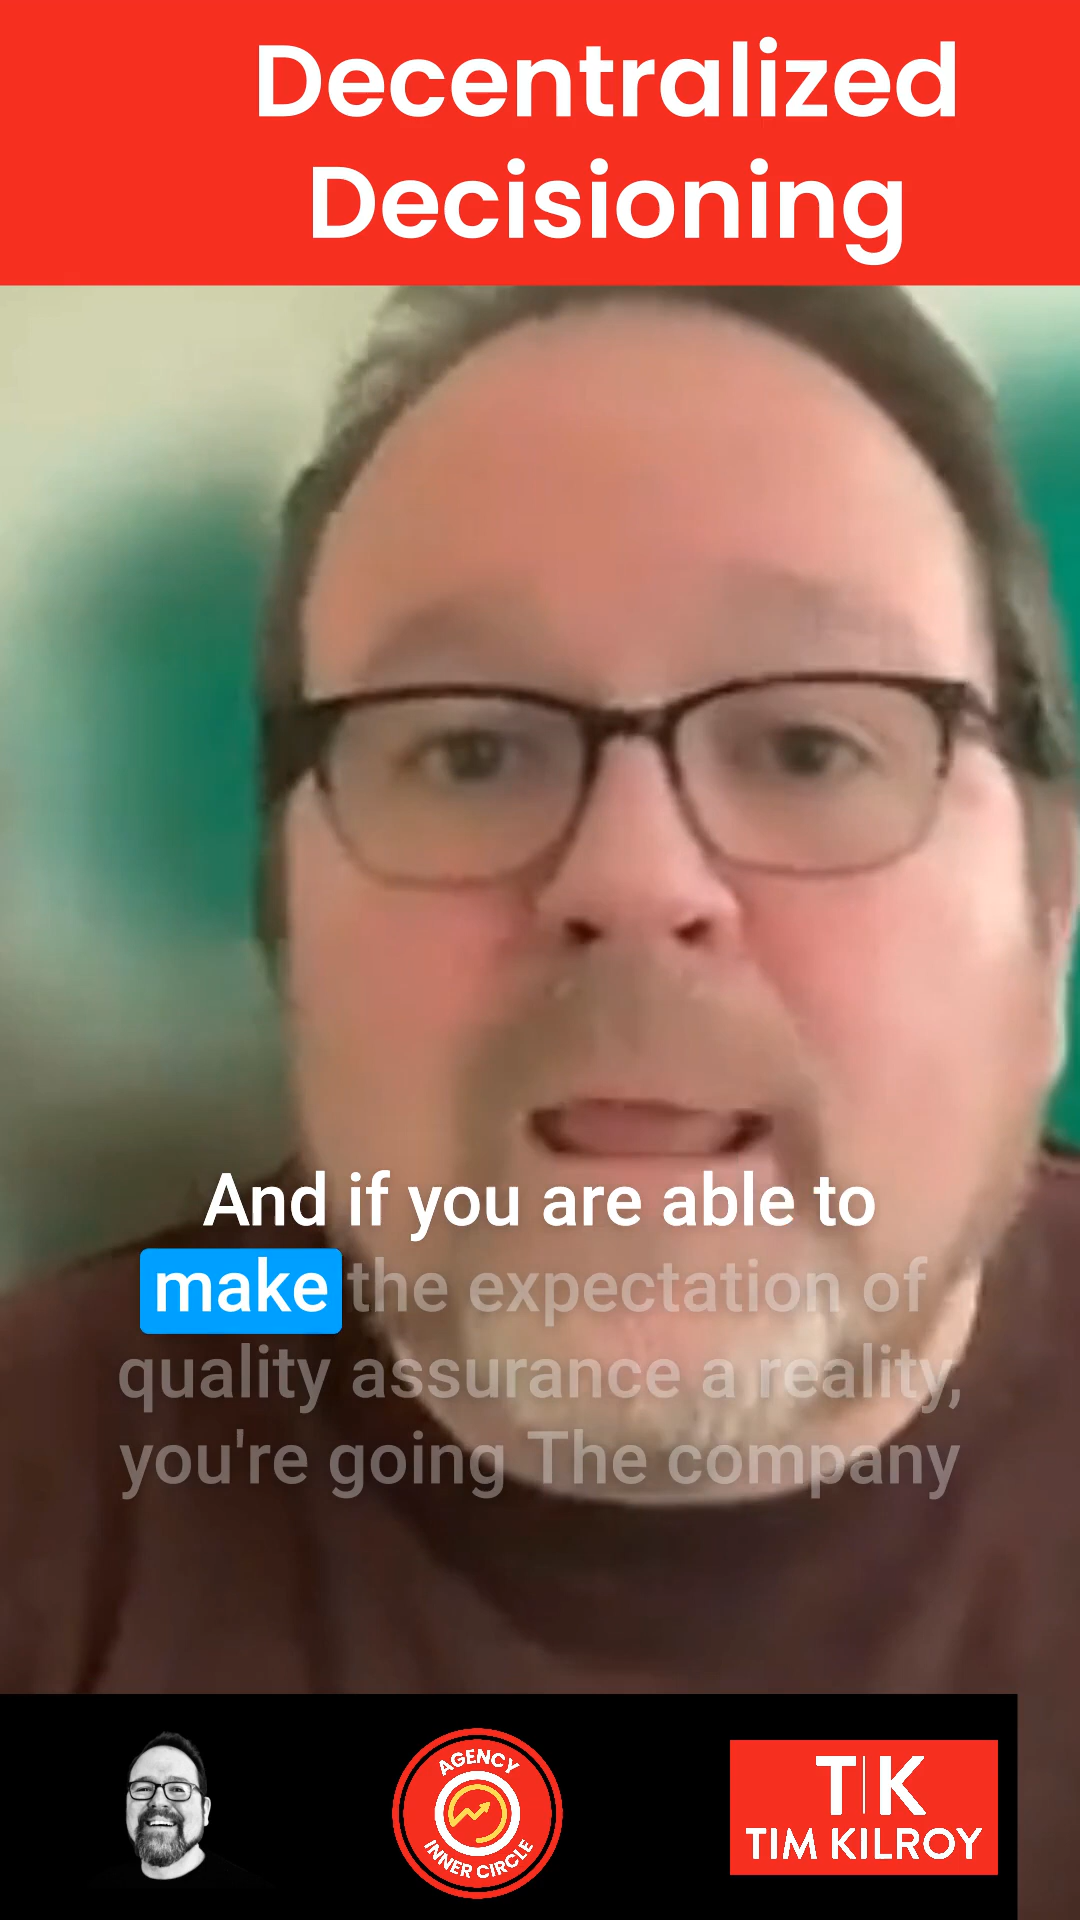 Decentralized
Decisioning
And if you are able to
make the expectation of
quality assurance a reality,
you're going The company
AGENCY
INNER CIRCLE
T|K
TIM KILROY